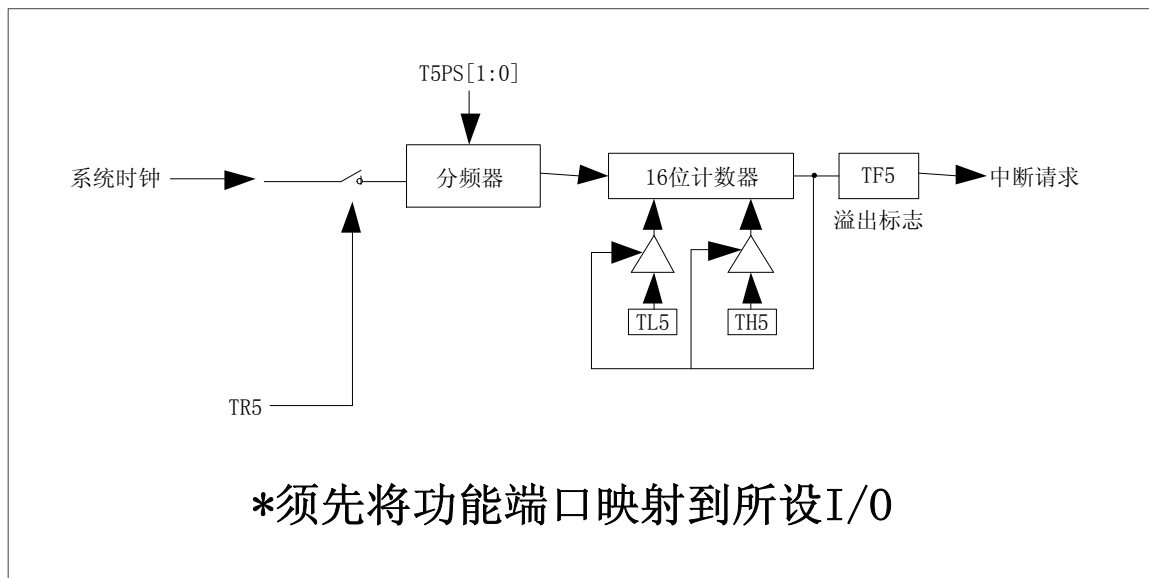 T5PS[1:0]
系统时钟
分频器
16位计数器
TF5
中断请求
溢出标志
TL5
TH5
TR5
*须先将功能端口映射到所设I/O